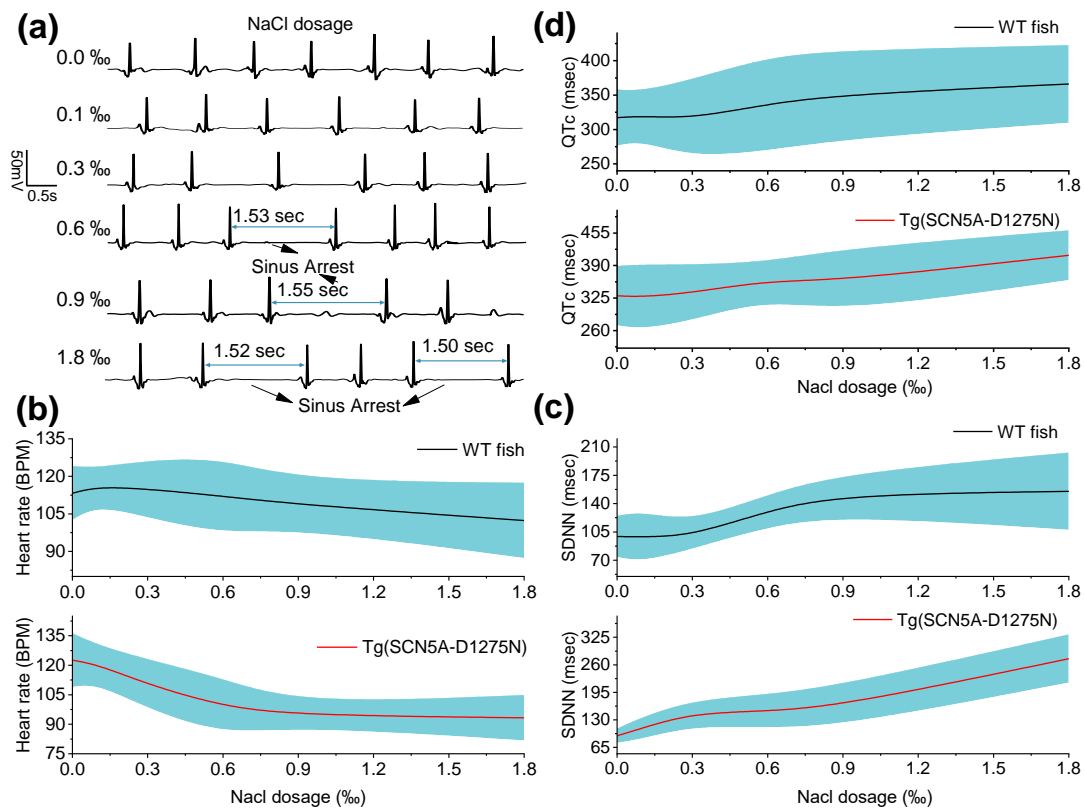 (a)
NaCl dosage
0.0 ‰
0.1 ‰
0.3 ‰
50mV
0.5s
0.6 ‰
1.53 sec
Sinus Arrest
0.9 ‰
1.55 sec
1.8 ‰
1.52 sec
1.50 sec
Sinus Arrest
(d)
WT fish
QTc (msec)
400
350
300
250
0.0 0.3 0.6 0.9 1.2 1.5 1.8
Tg(SCN5A-D1275N)
QTc (msec)
455
390
325
260
0.0 0.3 0.6 0.9 1.2 1.5 1.8
Nacl dosage (‰)
(b)
WT fish
Heart rate (BPM)
135
120
105
90
0.0 0.3 0.6 0.9 1.2 1.5 1.8
Tg(SCN5A-D1275N)
Heart rate (BPM)
135
120
105
90
75
0.0 0.3 0.6 0.9 1.2 1.5 1.8
Nacl dosage (‰)
(c)
WT fish
SDNN (msec)
210
175
140
105
70
0.0 0.3 0.6 0.9 1.2 1.5 1.8
Tg(SCN5A-D1275N)
SDNN (msec)
325
260
195
130
65
0.0 0.3 0.6 0.9 1.2 1.5 1.8
Nacl dosage (‰)